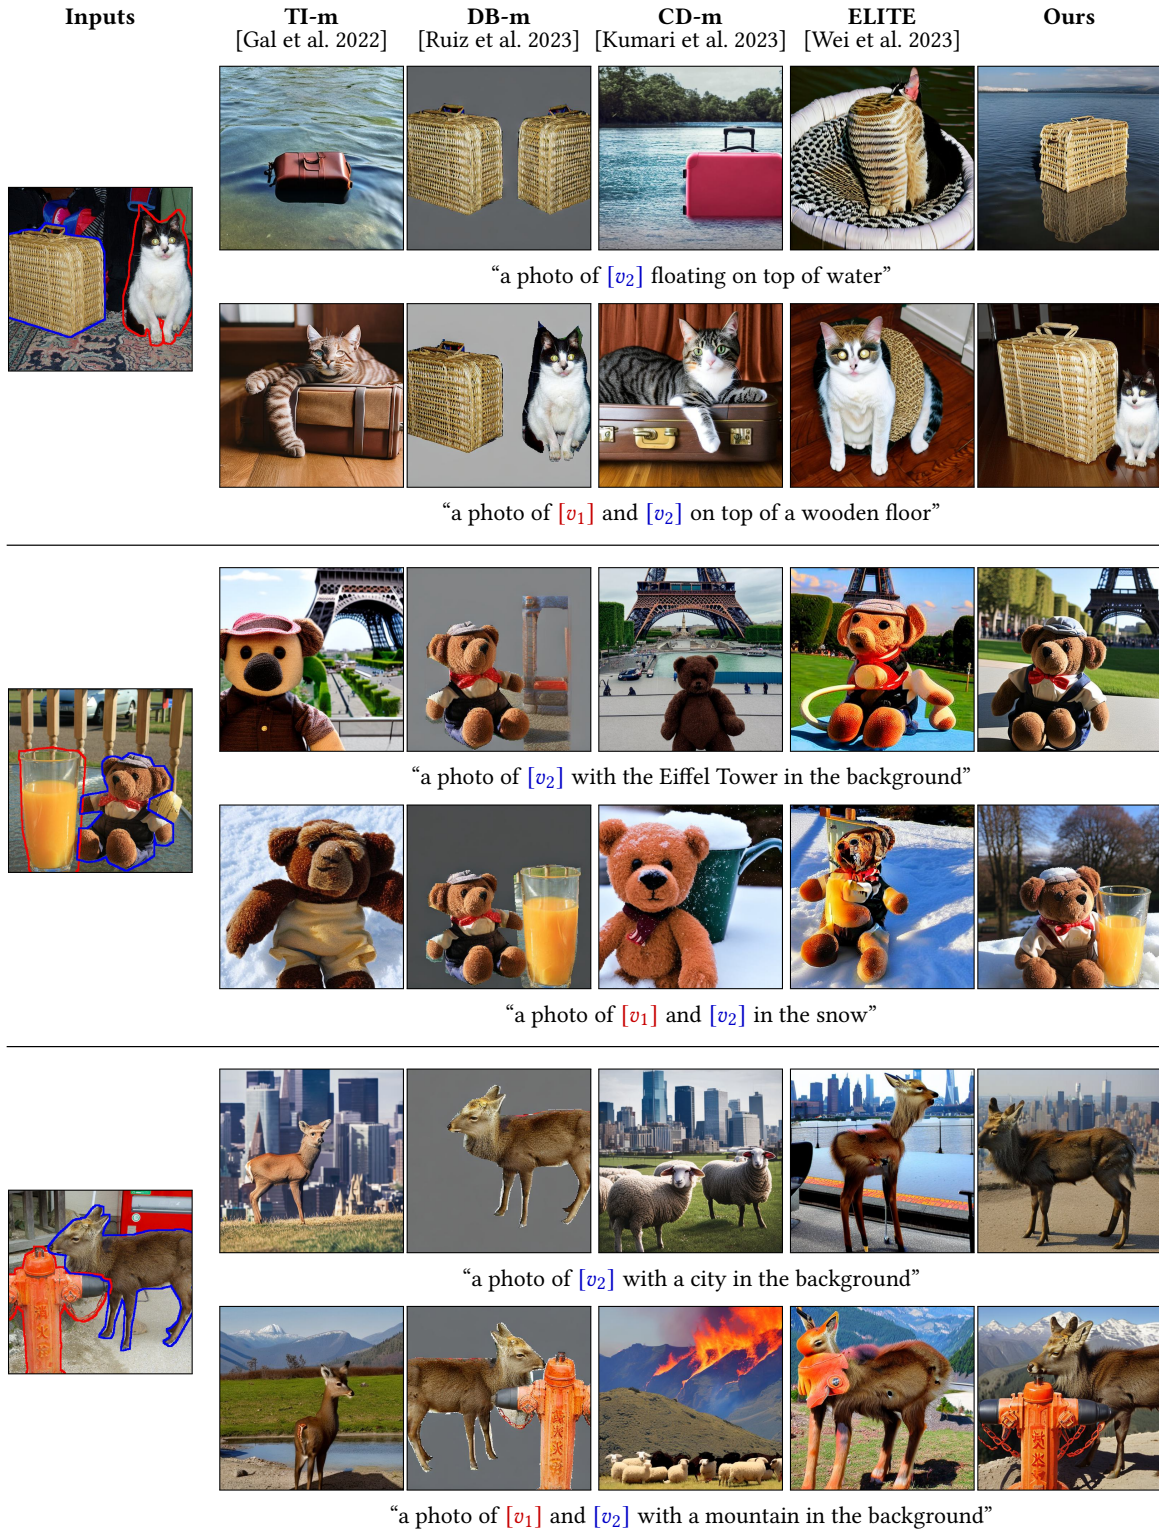 Inputs TI-m DB-m CD-m ELITE Ours
[Gal et al. 2022] [Ruiz et al. 2023] [Kumari et al. 2023] [Wei et al. 2023]
“a photo of [v₂] floating on top of water”
“a photo of [v₁] and [v₂] on top of a wooden floor”
“a photo of [v₂] with the Eiffel Tower in the background”
“a photo of [v₁] and [v₂] in the snow”
“a photo of [v₂] with a city in the background”
“a photo of [v₁] and [v₂] with a mountain in the background”